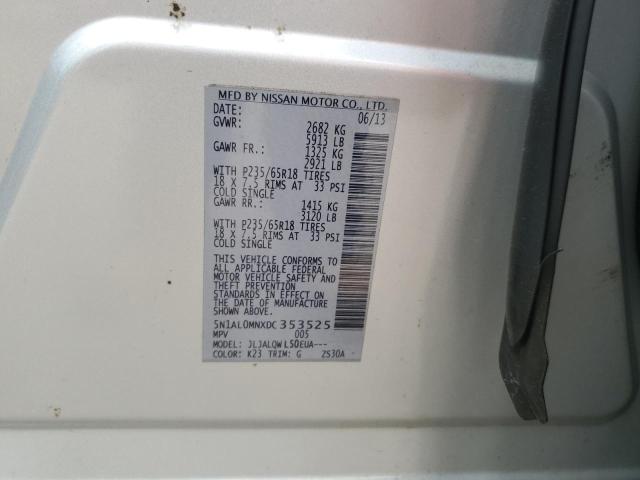 MFD BY NISSAN MOTOR CO., LTD.
DATE: 06/13
GVWR: 2682 KG
5913 LB
GAWR FR.: 1325 KG
2921 LB
WITH P235/65R18 TIRES
18 X 7.5 RIMS AT 33 PSI
COLD SINGLE
GAWR RR.: 1415 KG
3120 LB
WITH P235/65R18 TIRES
18 X 7.5 RIMS AT 33 PSI
COLD SINGLE
THIS VEHICLE CONFORMS TO
ALL APPLICABLE FEDERAL
MOTOR VEHICLE SAFETY AND
THEFT PREVENTION
STANDARDS IN EFFECT ON
THE DATE OF MANUFACTURE
SHOWN ABOVE.
5N1AL0MNXDC353525
MPV 005
MODEL: JLJALQWL50EUA---
COLOR: K23 TRIM: G ZS30A